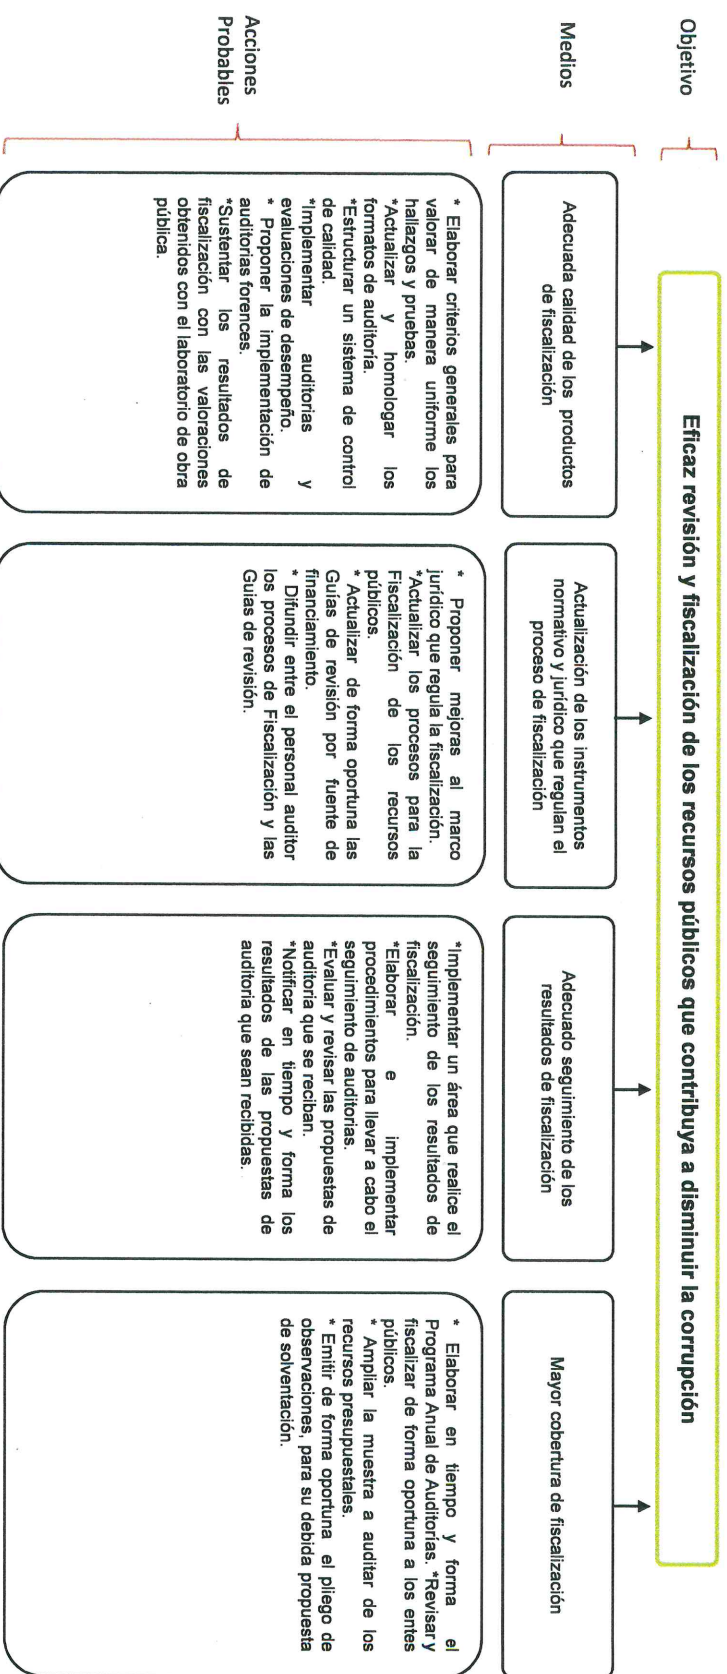 Objetivo
Eficaz revisión y fiscalización de los recursos públicos que contribuya a disminuir la corrupción
Medios
Adecuada calidad de los productos
de fiscalización
Actualización de los instrumentos
normativo y jurídico que regulan el
proceso de fiscalización
Adecuado seguimiento de los
resultados de fiscalización
Mayor cobertura de fiscalización
Acciones
Probables
* Elaborar criterios generales para
valorar de manera uniforme los
hallazgos y pruebas.
*Actualizar y homologar los
formatos de auditoría.
*Estructurar un sistema de control
de calidad.
*Implementar auditorias y
evaluaciones de desempeño.
* Proponer la implementación de
auditorias forences.
*Sustentar los resultados de
fiscalización con las valoraciones
obtenidos con el laboratorio de obra
pública.
* Proponer mejoras al marco
jurídico que regula la fiscalización.
*Actualizar los procesos para la
Fiscalización de los recursos
públicos.
* Actualizar de forma oportuna las
Guías de revisión por fuente de
financiamiento.
* Difundir entre el personal auditor
los procesos de Fiscalización y las
Guias de revisión.
*Implementar un área que realice el
seguimiento de los resultados de
fiscalización.
*Elaborar e implementar
procedimientos para llevar a cabo el
seguimiento de auditorias.
*Evaluar y revisar las propuestas de
auditoria que se reciban.
*Notificar en tiempo y forma los
resultados de las propuestas de
auditoria que sean recibidas.
* Elaborar en tiempo y forma el
Programa Anual de Auditorías. *Revisar y
fiscalizar de forma oportuna a los entes
públicos.
* Ampliar la muestra a auditar de los
recursos presupuestales.
* Emitir de forma oportuna el pliego de
observaciones, para su debida propuesta
de solventación.